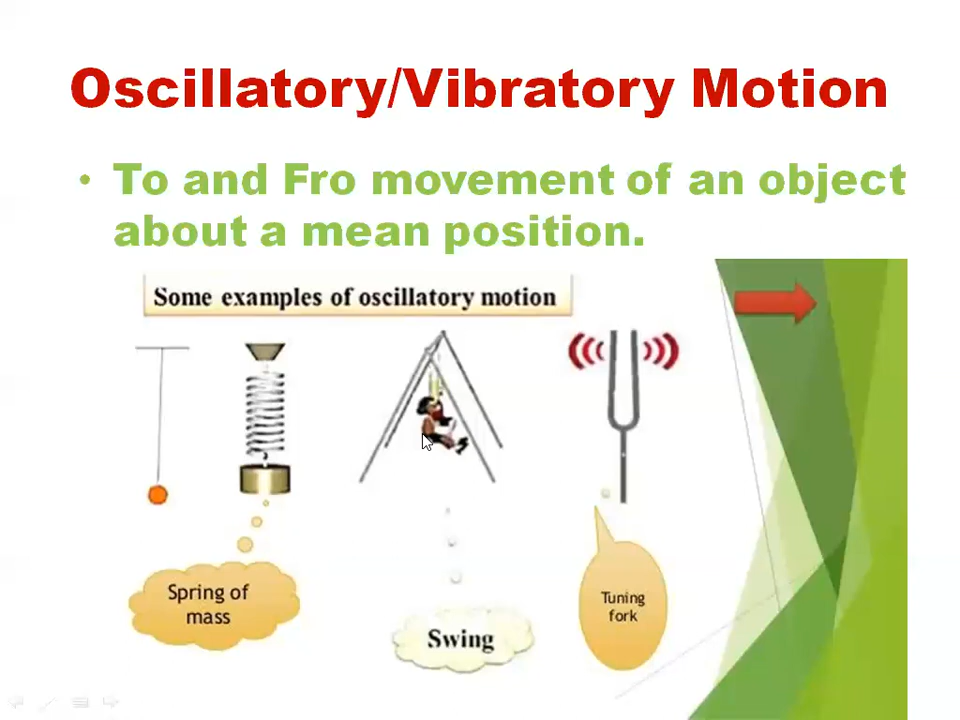 Oscillatory/Vibratory Motion
• To and Fro movement of an object
about a mean position.
Some examples of oscillatory motion
Spring of
mass
Swing
Tuning
fork